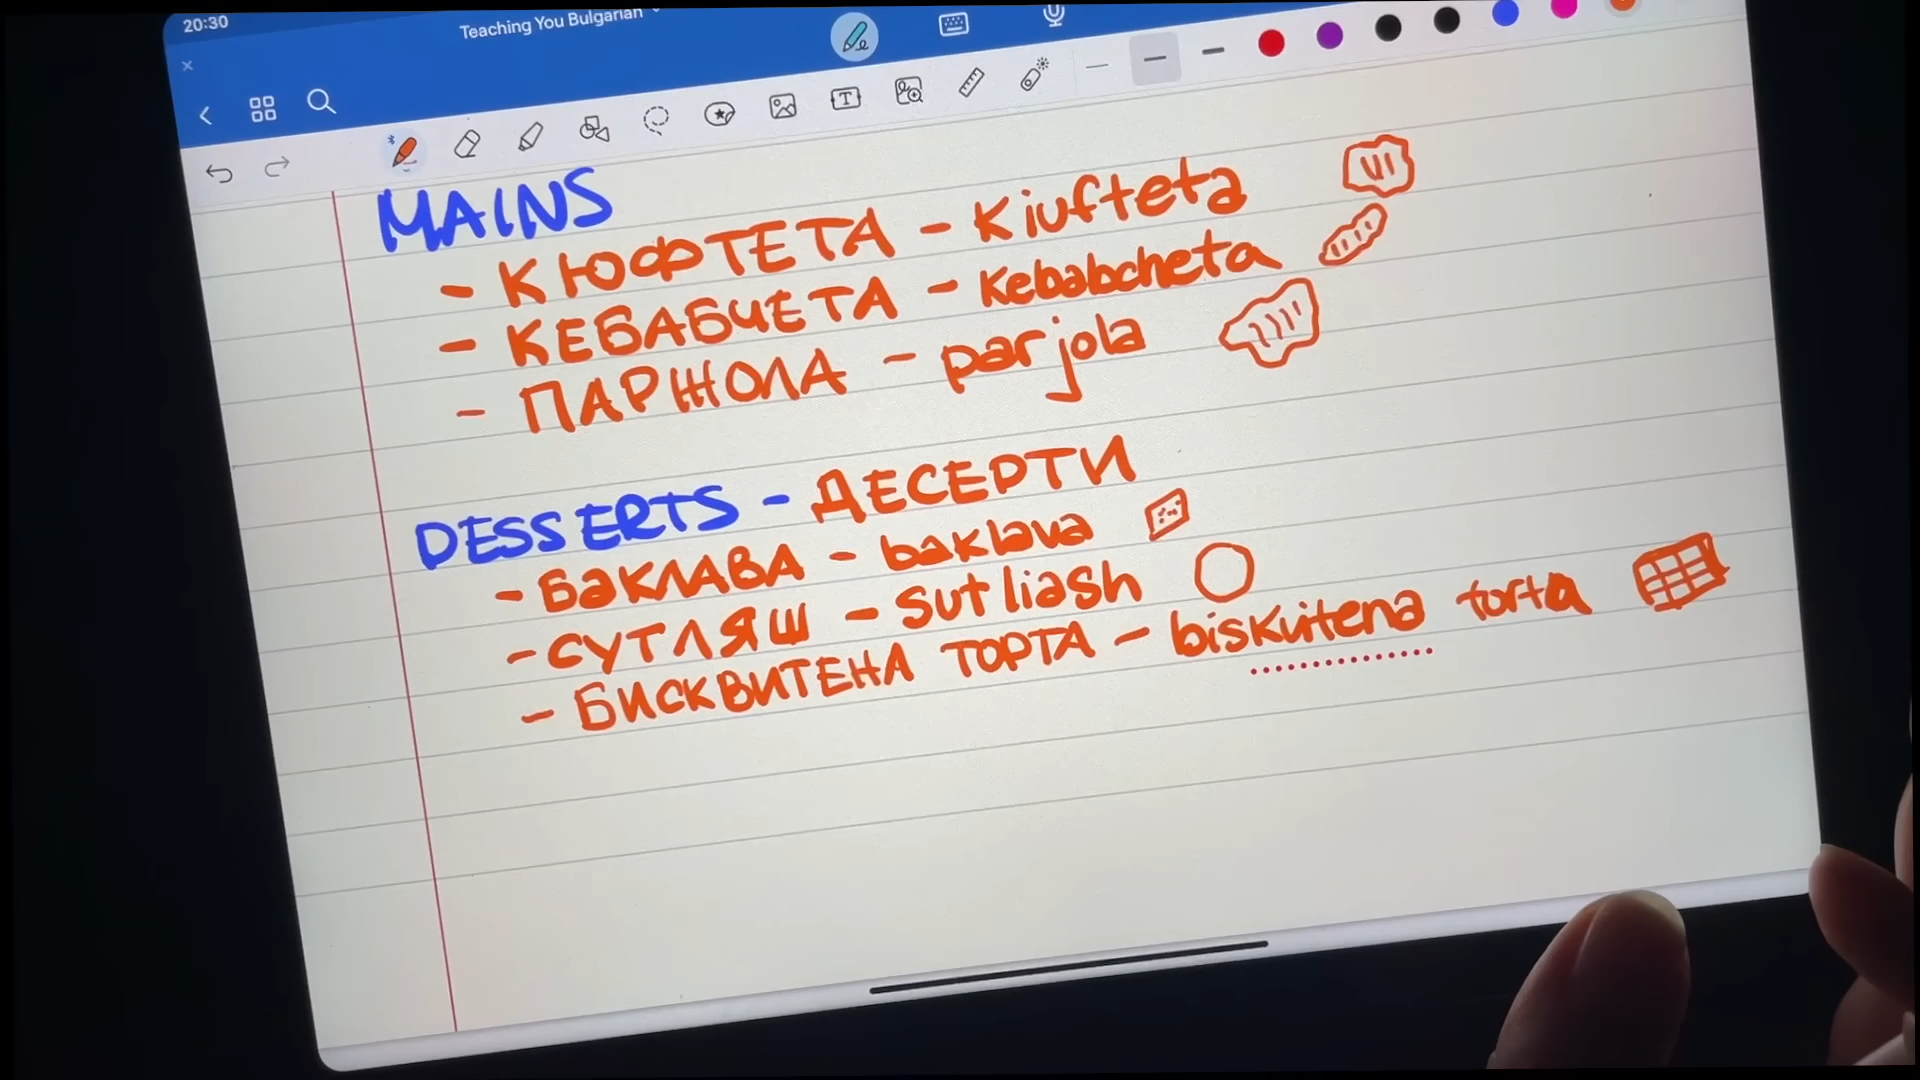 20:30
Teaching You Bulgarian
MAINS
- КЮФТЕТА - kiufteta
- КЕБАБЧЕТА - kebabcheta
- ПАРЖОЛА - parjola
DESSERTS - ДЕСЕРТИ
- БАКЛАВА - baklava
- СУТЛЯШ - sutliash
- БИСКВИТЕНА ТОРТА - biskvitena torta